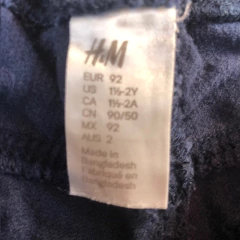 H&M
EUR 92
US 1½-2Y
CA 1½-2A
CN 90/50
MX 92
AUS 2
Made in
Bangladesh
Fabriqué en
Bangladesh